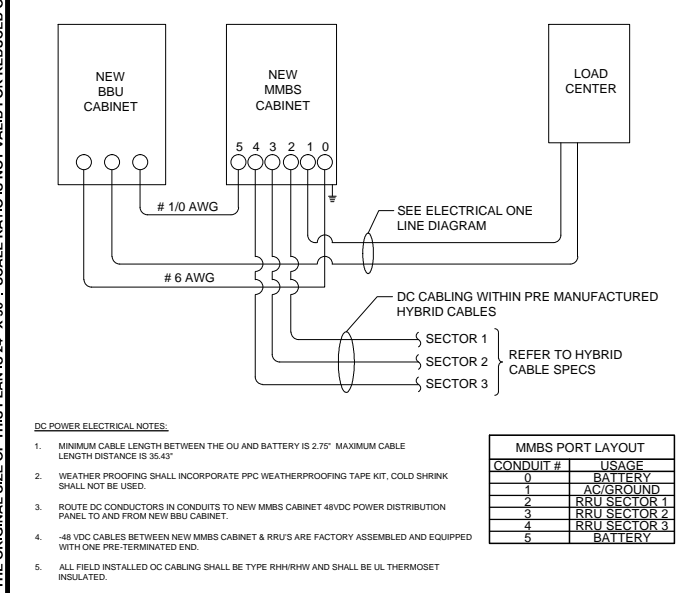 THE ORIGINAL SIZE OF THIS PLAN IS 24" X 36".
NEW
BBU
CABINET
NEW
MMBS
CABINET
LOAD
CENTER
5 4 3 2 1 0
# 1/0 AWG
SEE ELECTRICAL ONE
LINE DIAGRAM
# 6 AWG
DC CABLING WITHIN PRE MANUFACTURED
HYBRID CABLES
SECTOR 1
SECTOR 2
SECTOR 3
REFER TO HYBRID
CABLE SPECS
DC POWER ELECTRICAL NOTES:
1. MINIMUM CABLE LENGTH BETWEEN THE OU AND BATTERY IS 2.75" MAXIMUM CABLE
LENGTH DISTANCE IS 35.43"
2. WEATHER PROOFING SHALL INCORPORATE PPC WEATHERPROOFING TAPE KIT, COLD SHRINK
SHALL NOT BE USED.
3. ROUTE DC CONDUCTORS IN CONDUITS TO NEW MMBS CABINET 48VDC POWER DISTRIBUTION
PANEL TO AND FROM NEW BBU CABINET.
4. -48 VDC CABLES BETWEEN NEW MMBS CABINET & RRU'S ARE FACTORY ASSEMBLED AND EQUIPPED
WITH ONE PRE-TERMINATED END.
5. ALL FIELD INSTALLED OC CABLING SHALL BE TYPE RHH/RHW AND SHALL BE UL THERMOSET
INSULATED.
MMBS PORT LAYOUT
CONDUIT # USAGE
0 BATTERY
1 AC/GROUND
2 RRU SECTOR 1
3 RRU SECTOR 2
4 RRU SECTOR 3
5 BATTERY